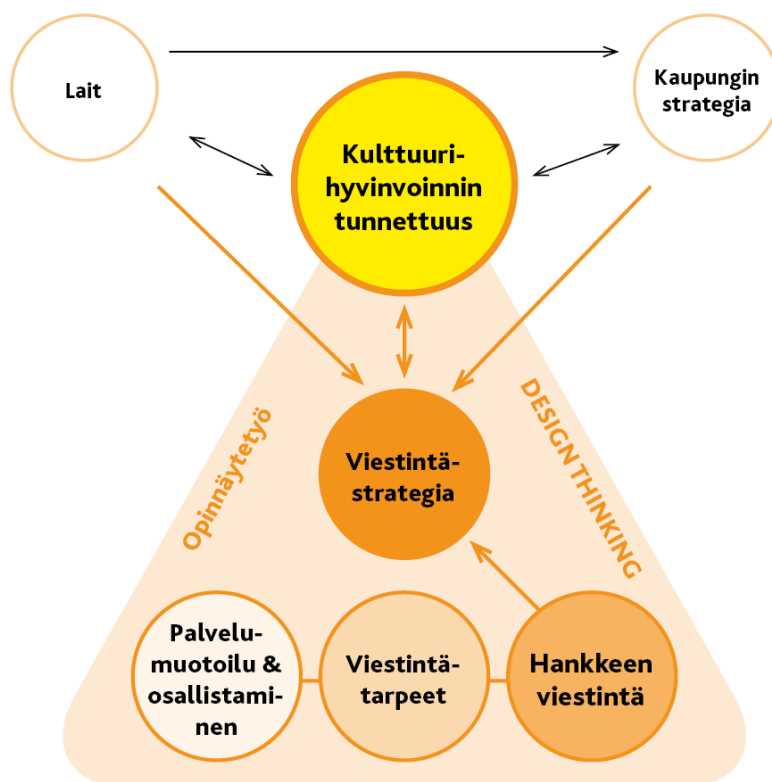 Lait
Kaupungin
strategia
Kulttuuri-
hyvinvoinnin
tunnettuus
Opinnäytetyö
DESIGN THINKING
Viestintä-
strategia
Palvelu-
muotoilu &
osallistami-
nen
Viestintä-
tarpeet
Hankkeen
viestintä